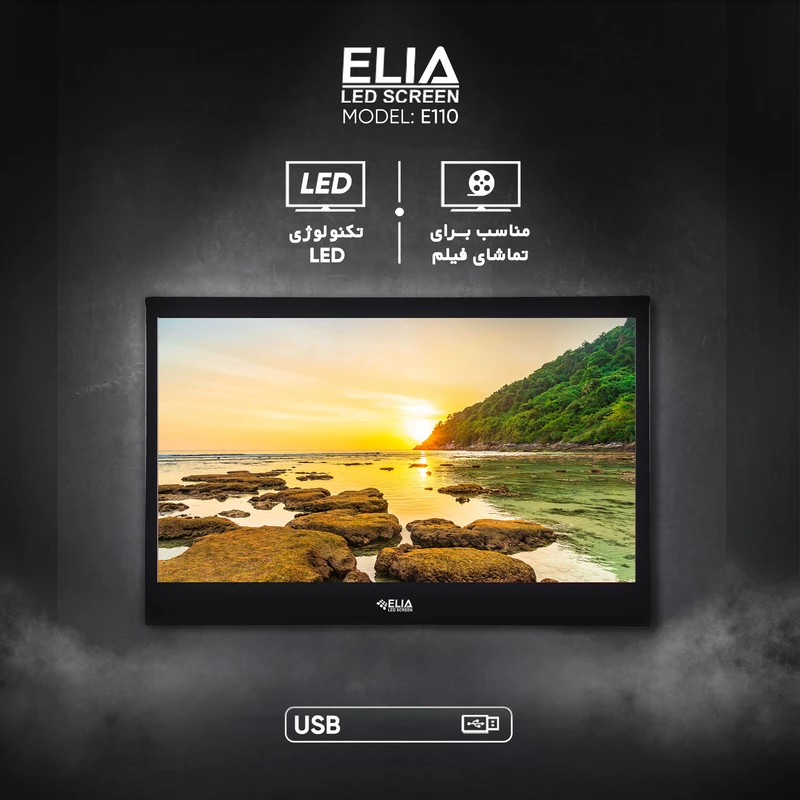 ELIA
LED SCREEN
MODEL: E110
LED
مناسب برای
تماشای فیلم
تکنولوژی
LED
ELIA
LED SCREEN
USB